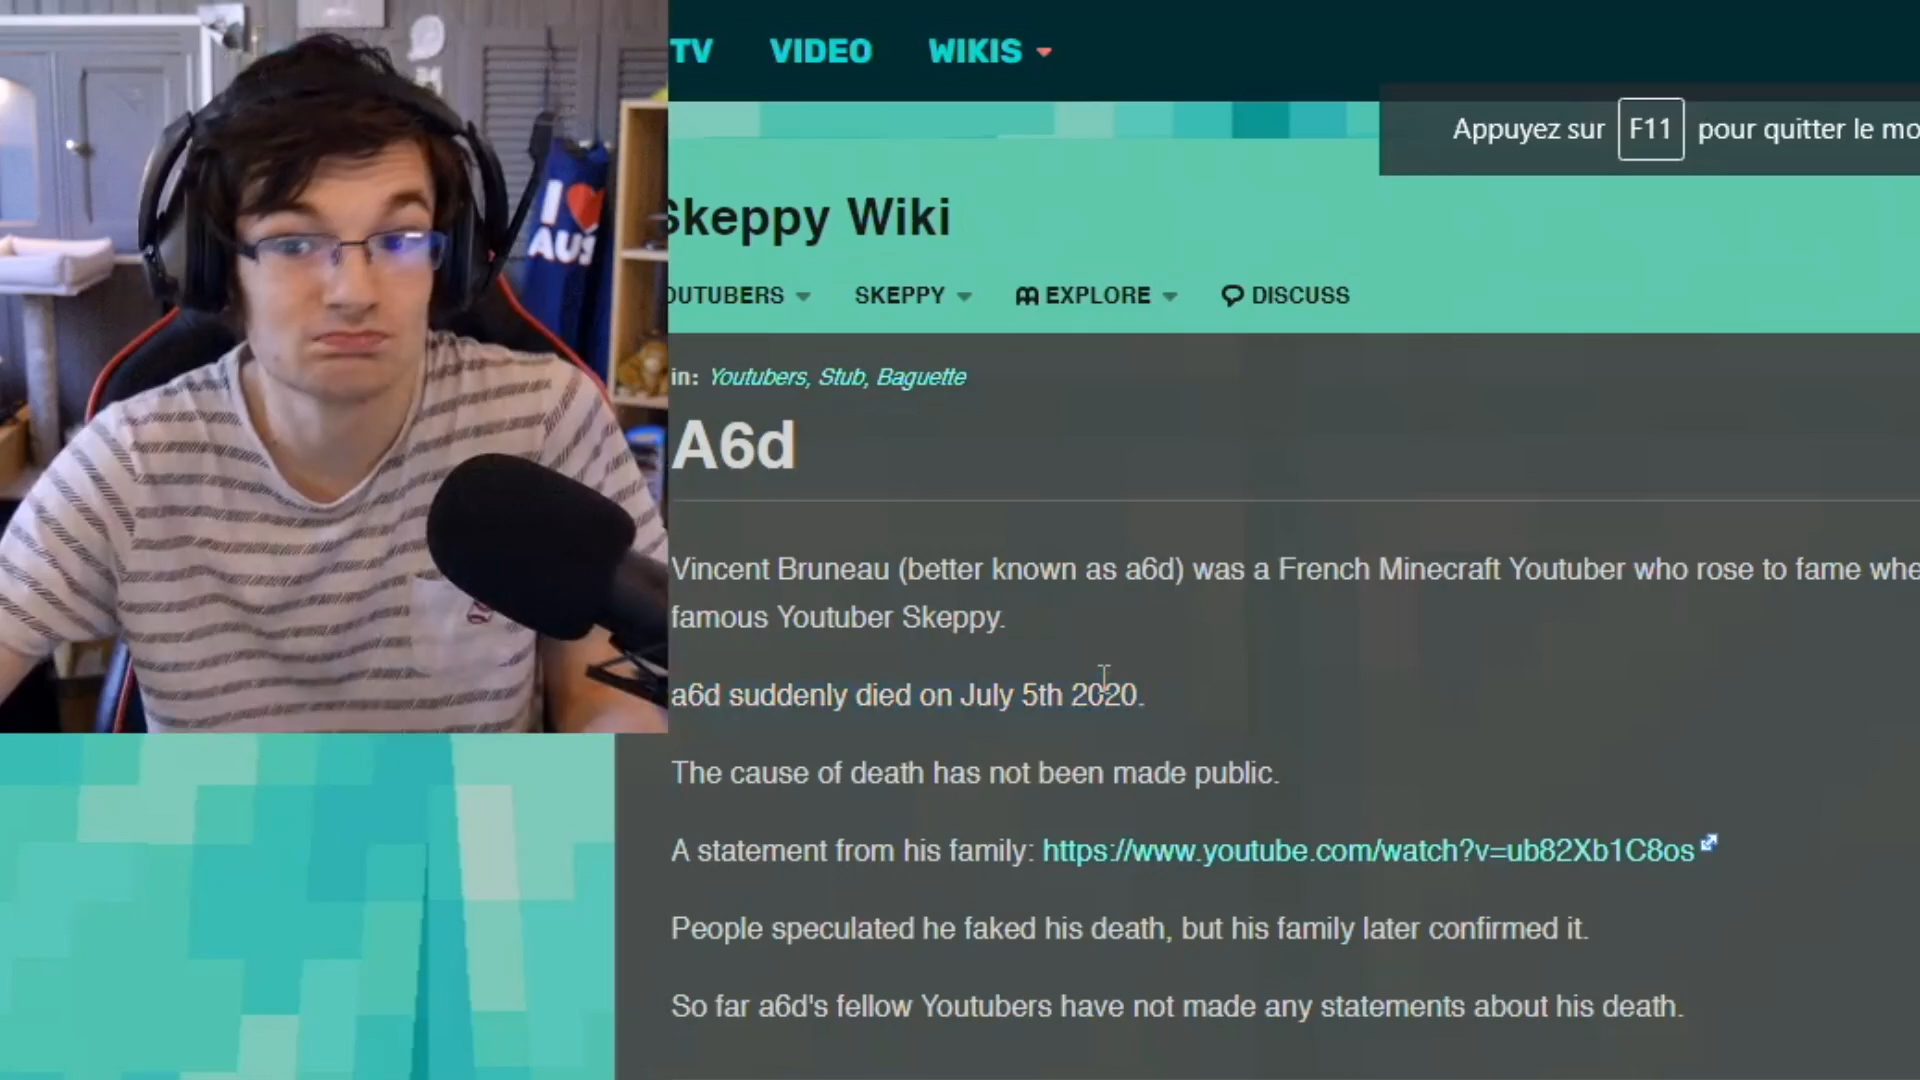 TV VIDEO WIKIS
Appuyez sur F11 pour quitter le mo
Skeppy Wiki
OUTUBERS SKEPPY EXPLORE DISCUSS
I ❤
AUS
in: Youtubers, Stub, Baguette
A6d
Vincent Bruneau (better known as a6d) was a French Minecraft Youtuber who rose to fame whe
famous Youtuber Skeppy.
a6d suddenly died on July 5th 2020.
The cause of death has not been made public.
A statement from his family: https://www.youtube.com/watch?v=ub82Xb1C8os
People speculated he faked his death, but his family later confirmed it.
So far a6d's fellow Youtubers have not made any statements about his death.